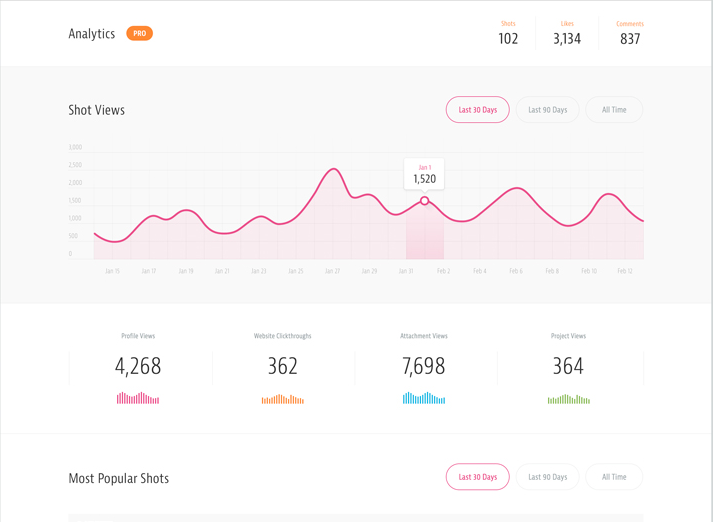 Analytics PRO
Shots Likes Comments
102 3,134 837
Shot Views
Last 30 Days Last 90 Days All Time
3,000
2,500
2,000
1,500
1,000
500
0
Jan 1
1,520
Jan 15 Jan 17 Jan 19 Jan 21 Jan 23 Jan 25 Jan 27 Jan 29 Jan 31 Feb 2 Feb 4 Feb 6 Feb 8 Feb 10 Feb 12
Profile Views Website Clickthroughs Attachment Views Project Views
4,268 362 7,698 364
Most Popular Shots
Last 30 Days Last 90 Days All Time